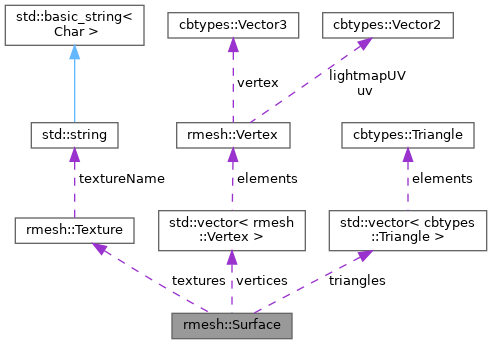 std::basic_string<
Char >
cbtypes::Vector3
cbtypes::Vector2
vertex
lightmapUV
uv
std::string
rmesh::Vertex
cbtypes::Triangle
textureName
elements
elements
rmesh::Texture
std::vector< rmesh
::Vertex >
std::vector< cbtypes
::Triangle >
textures
vertices
triangles
rmesh::Surface